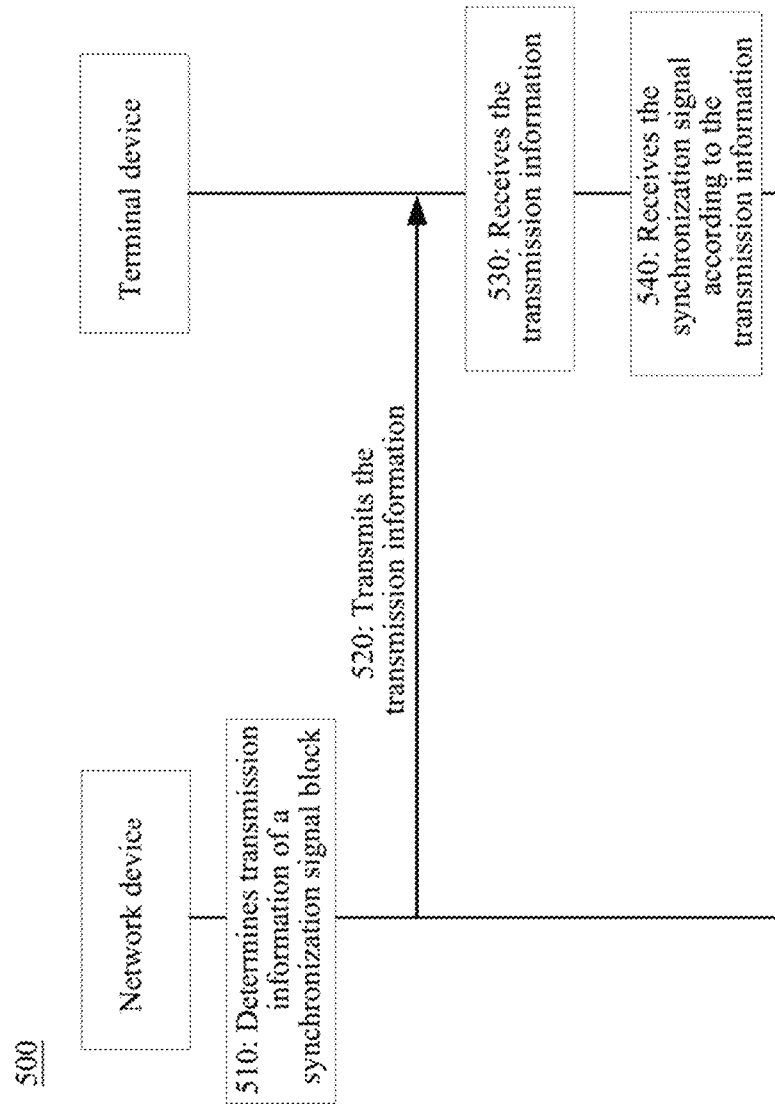 500
Network device
Terminal device
510: Determines transmission
information of a
synchronization signal block
520: Transmits the
transmission information
530: Receives the
transmission information
540: Receives the
synchronization signal
according to the
transmission information